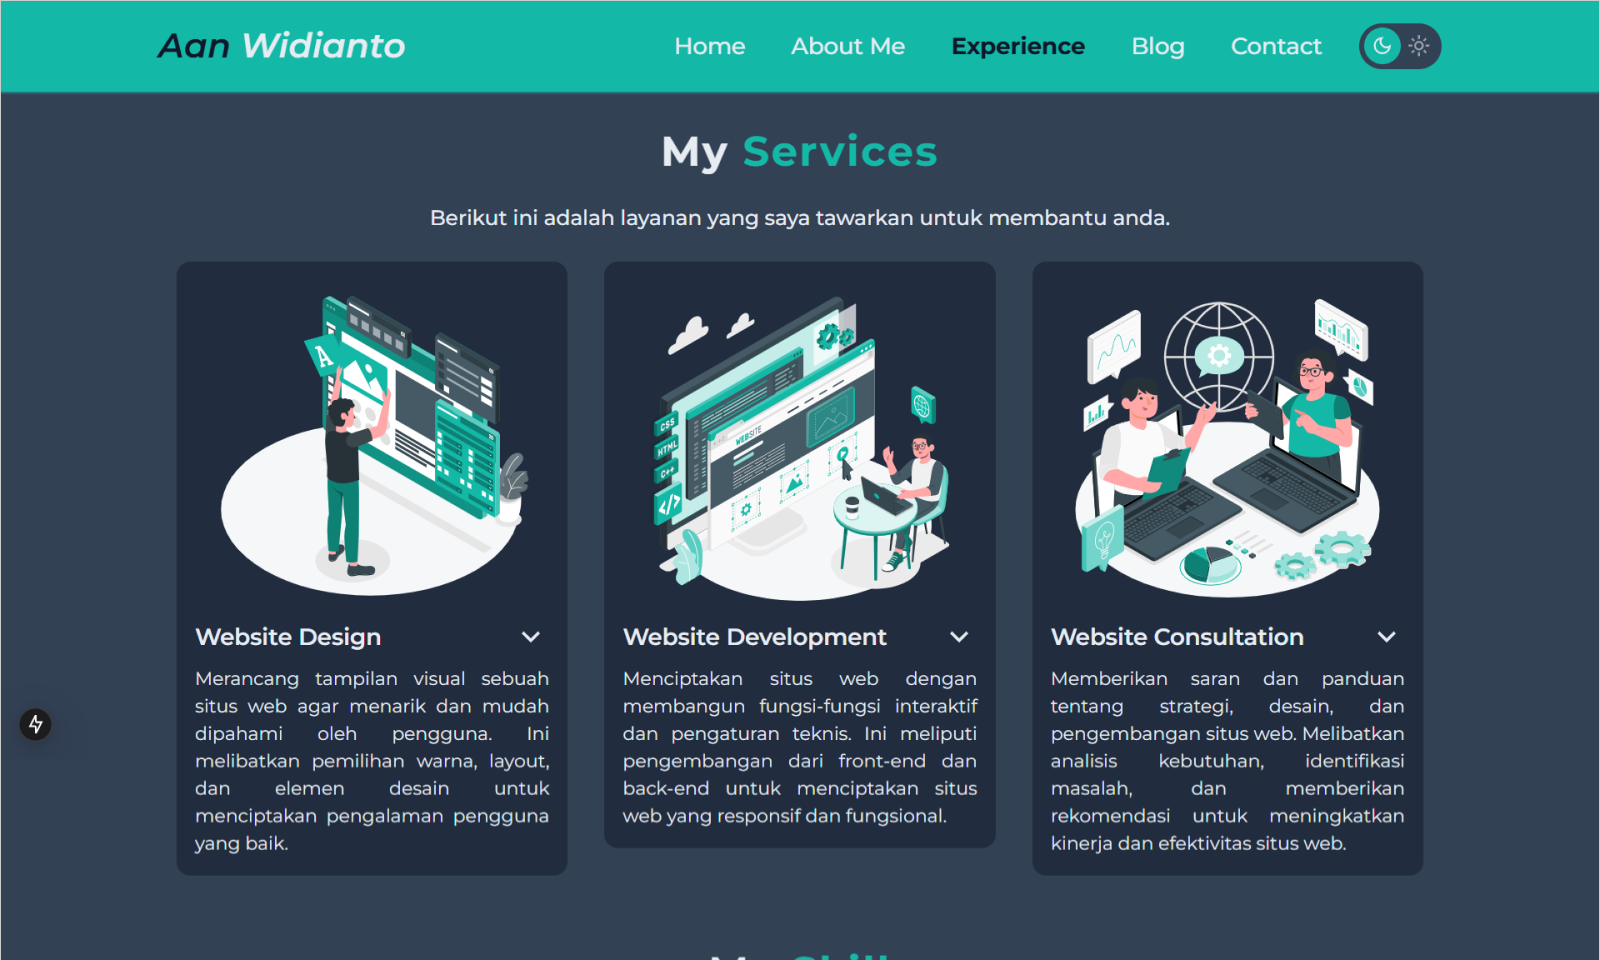 Aan Widianto
Home About Me Experience Blog Contact
My Services
Berikut ini adalah layanan yang saya tawarkan untuk membantu anda.
A
CSS
HTML
C++
</>
WEBSITE
Website Design
Merancang tampilan visual sebuah
situs web agar menarik dan mudah
dipahami oleh pengguna. Ini
melibatkan pemilihan warna, layout,
dan elemen desain untuk
menciptakan pengalaman pengguna
yang baik.
Website Development
Menciptakan situs web dengan
membangun fungsi-fungsi interaktif
dan pengaturan teknis. Ini meliputi
pengembangan dari front-end dan
back-end untuk menciptakan situs
web yang responsif dan fungsional.
Website Consultation
Memberikan saran dan panduan
tentang strategi, desain, dan
pengembangan situs web. Melibatkan
analisis kebutuhan, identifikasi
masalah, dan memberikan
rekomendasi untuk meningkatkan
kinerja dan efektivitas situs web.
My Skill